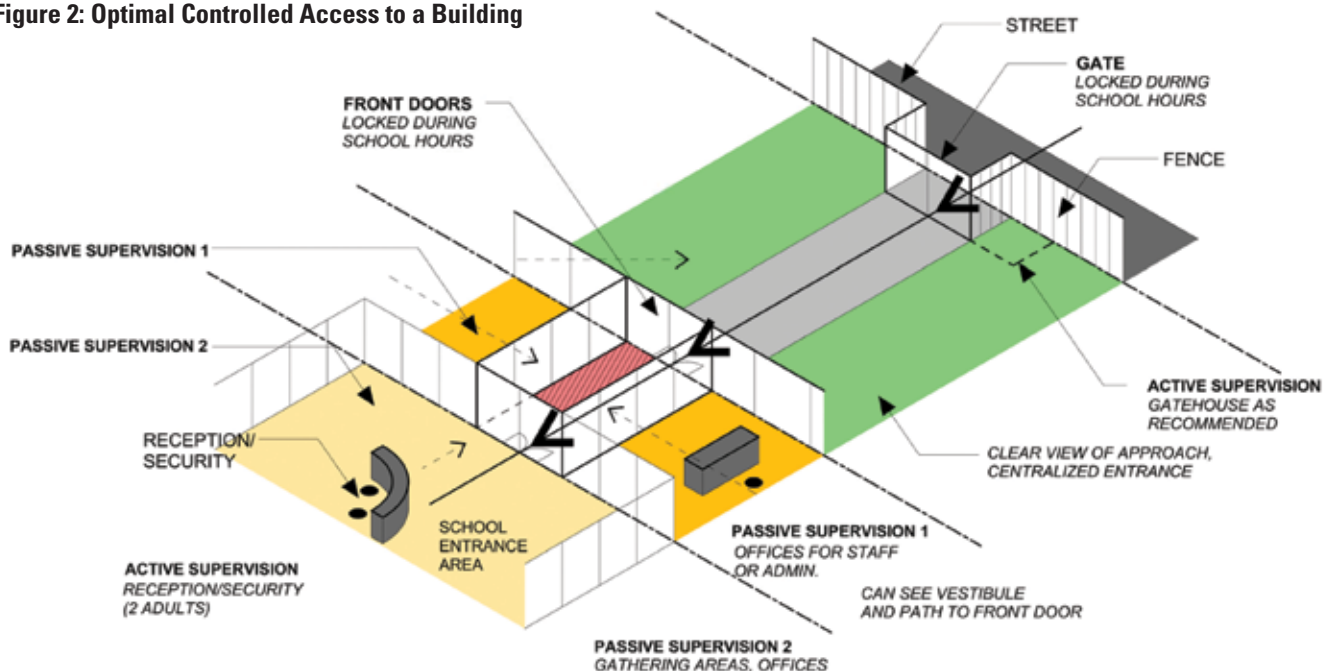 Figure 2: Optimal Controlled Access to a Building
STREET
GATE
LOCKED DURING
SCHOOL HOURS
FRONT DOORS
LOCKED DURING
SCHOOL HOURS
FENCE
PASSIVE SUPERVISION 1
PASSIVE SUPERVISION 2
ACTIVE SUPERVISION
GATEHOUSE AS
RECOMMENDED
RECEPTION/
SECURITY
CLEAR VIEW OF APPROACH,
CENTRALIZED ENTRANCE
SCHOOL
ENTRANCE
AREA
PASSIVE SUPERVISION 1
OFFICES FOR STAFF
OR ADMIN.
ACTIVE SUPERVISION
RECEPTION/SECURITY
(2 ADULTS)
CAN SEE VESTIBULE
AND PATH TO FRONT DOOR
PASSIVE SUPERVISION 2
GATHERING AREAS, OFFICES